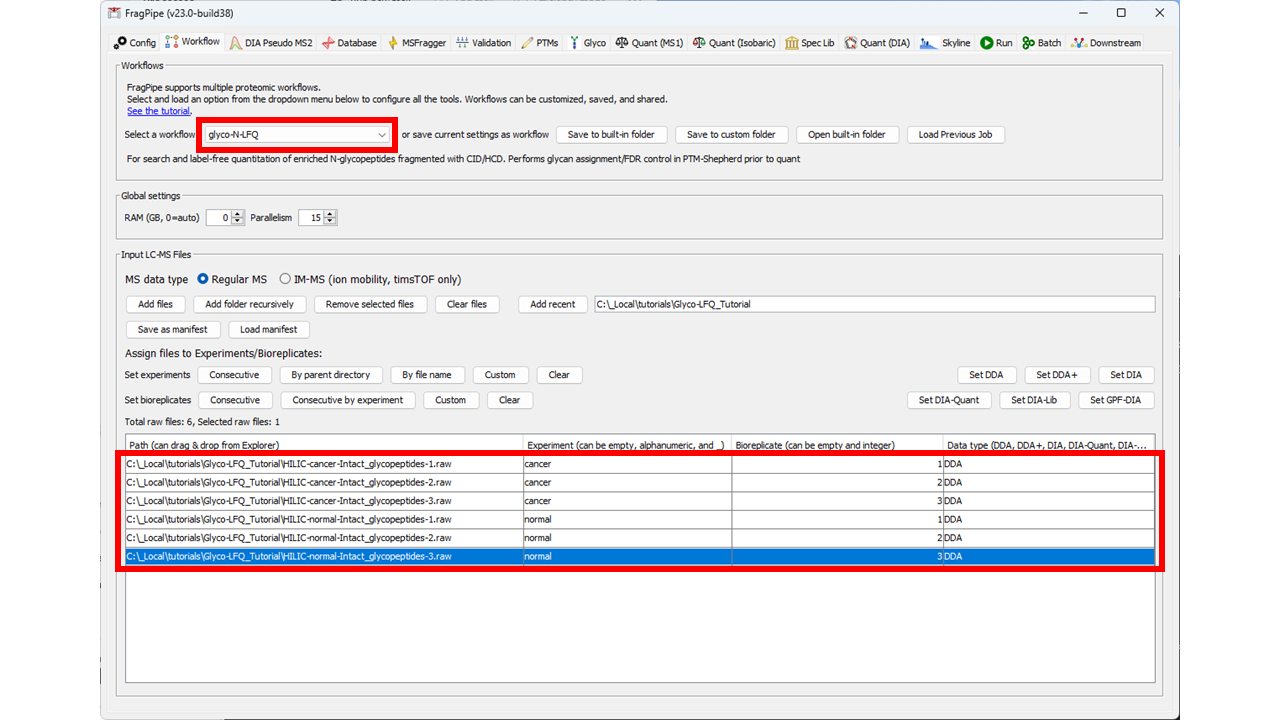 FragPipe (v23.0-build38)
Config Workflow DIA Pseudo MS2 Database MSFragger Validation PTMs Glyco Quant (MS1) Quant (Isobaric) Spec Lib Quant (DIA) Skyline Run Batch Downstream
Workflows
FragPipe supports multiple proteomic workflows.
Select and load an option from the dropdown menu below to configure all the tools. Workflows can be customized, saved, and shared.
See the tutorial.
Select a workflow glyco-N-LFQ or save current settings as workflow Save to built-in folder Save to custom folder Open built-in folder Load Previous Job
For search and label-free quantitation of enriched N-glycopeptides fragmented with CID/HCD. Performs glycan assignment/FDR control in PTM-Shepherd prior to quant
Global settings
RAM (GB, 0=auto) 0 Parallelism 15
Input LC-MS Files
MS data type Regular MS IM-MS (ion mobility, timsTOF only)
Add files Add folder recursively Remove selected files Clear files Add recent C:\_Local\tutorials\Glyco-LFQ_Tutorial
Save as manifest Load manifest
Assign files to Experiments/Bioreplicates:
Set experiments Consecutive By parent directory By file name Custom Clear Set DDA Set DDA+ Set DIA
Set bioreplicates Consecutive Consecutive by experiment Custom Clear Set DIA-Quant Set DIA-Lib Set GPF-DIA
Total raw files: 6, Selected raw files: 1
Path (can drag & drop from Explorer) Experiment (can be empty, alphanumeric, and _) Bioreplicate (can be empty and integer) Data type (DDA, DDA+, DIA, DIA-Quant, DIA-...
C:\_Local\tutorials\Glyco-LFQ_Tutorial\HILIC-cancer-Intact_glycopeptides-1.raw cancer 1 DDA
C:\_Local\tutorials\Glyco-LFQ_Tutorial\HILIC-cancer-Intact_glycopeptides-2.raw cancer 2 DDA
C:\_Local\tutorials\Glyco-LFQ_Tutorial\HILIC-cancer-Intact_glycopeptides-3.raw cancer 3 DDA
C:\_Local\tutorials\Glyco-LFQ_Tutorial\HILIC-normal-Intact_glycopeptides-1.raw normal 1 DDA
C:\_Local\tutorials\Glyco-LFQ_Tutorial\HILIC-normal-Intact_glycopeptides-2.raw normal 2 DDA
C:\_Local\tutorials\Glyco-LFQ_Tutorial\HILIC-normal-Intact_glycopeptides-3.raw normal 3 DDA